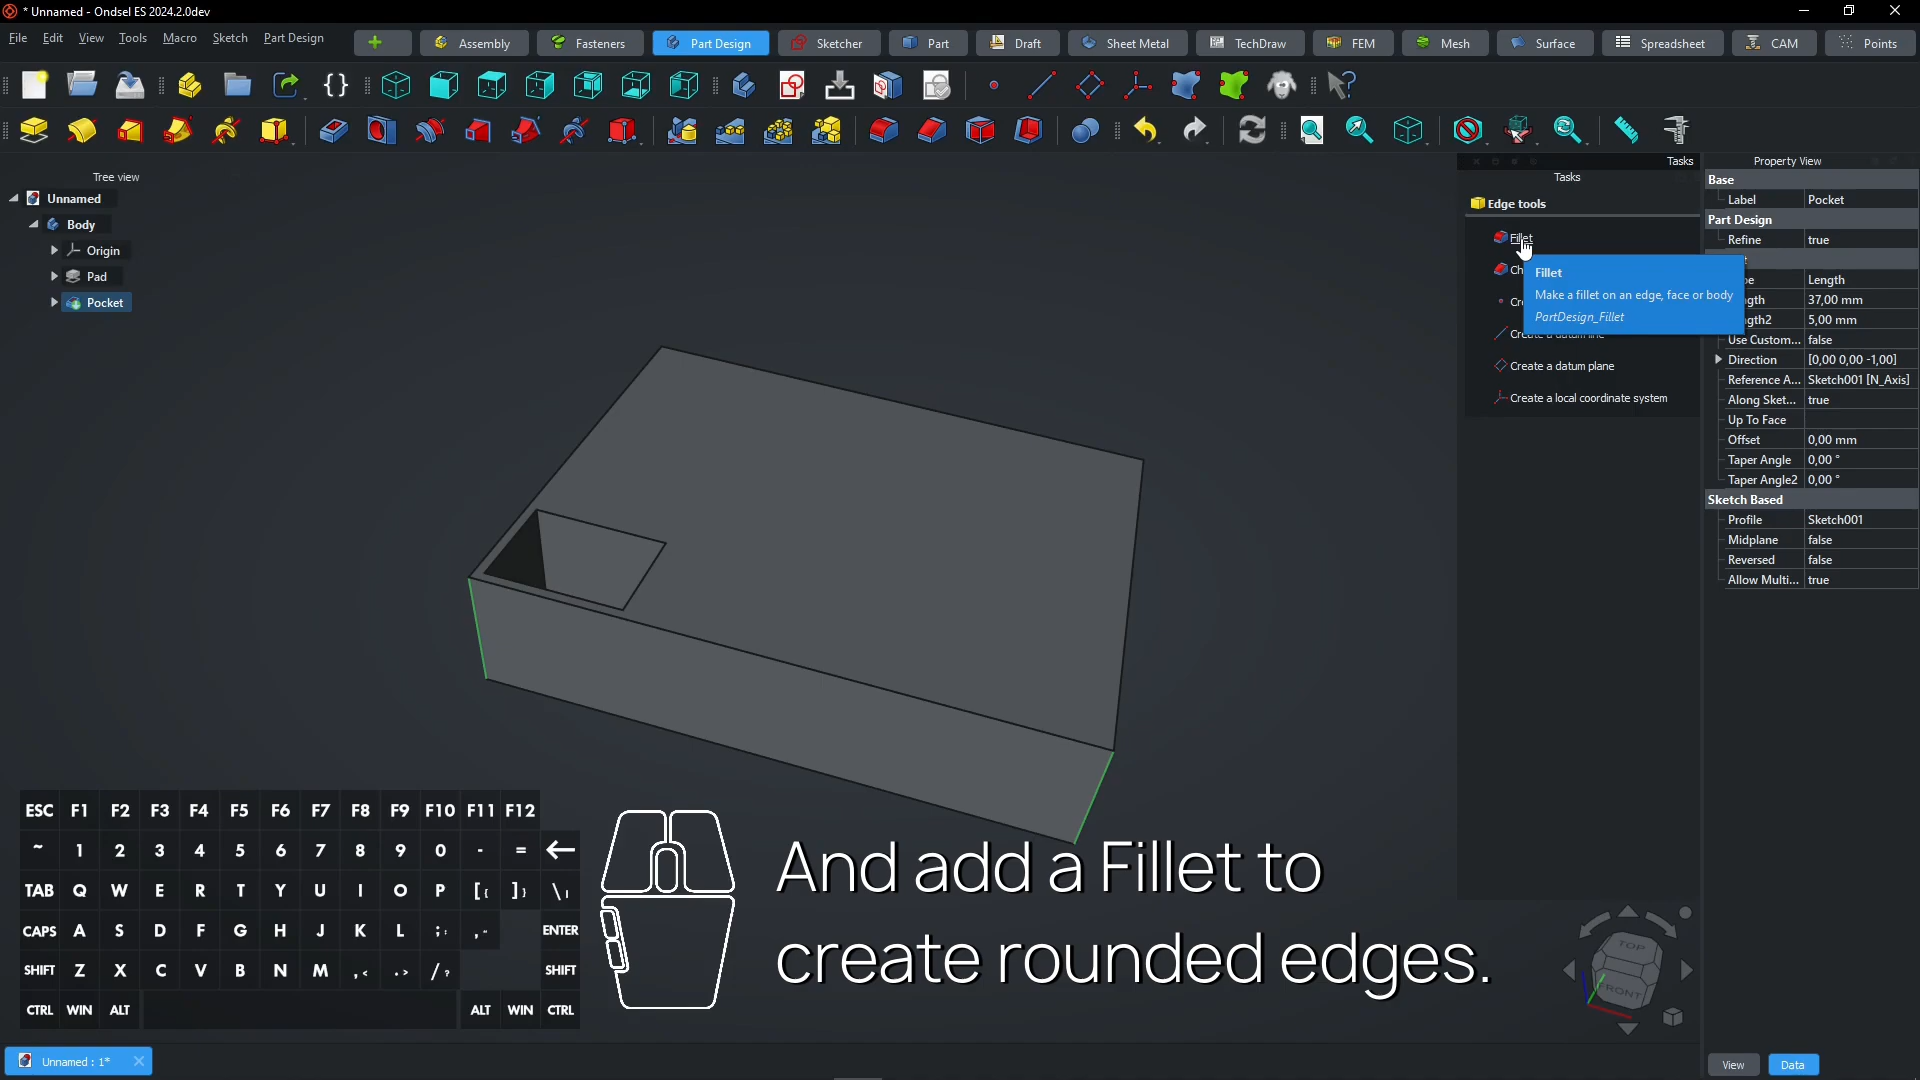 * Unnamed - Ondsel ES 2024.2.0dev
File Edit View Tools Macro Sketch Part Design
Assembly Fasteners Part Design Sketcher Part Draft Sheet Metal TechDraw FEM Mesh Surface Spreadsheet CAM Points
Tree view
Unnamed
Body
Origin
Pad
Pocket
Tasks
Tasks
Edge tools
Fillet
Fillet
Make a fillet on an edge, face or body
PartDesign_Fillet
Create a datum line
Create a datum plane
Create a local coordinate system
Property View
Base
Label Pocket
Part Design
Refine true
Length
37,00 mm
5,00 mm
Use Custom... false
Direction [0,00 0,00 -1,00]
Reference A... Sketch001 [N_Axis]
Along Sket... true
Up To Face
Offset 0,00 mm
Taper Angle 0,00 °
Taper Angle2 0,00 °
Sketch Based
Profile Sketch001
Midplane false
Reversed false
Allow Multi... true
ESC F1 F2 F3 F4 F5 F6 F7 F8 F9 F10 F11 F12
~ 1 2 3 4 5 6 7 8 9 0 - = ←
TAB Q W E R T Y U I O P [{ ]} \|
CAPS A S D F G H J K L ;: ,“ ENTER
SHIFT Z X C V B N M ,< .> /? SHIFT
CTRL WIN ALT ALT WIN CTRL
And add a Fillet to
create rounded edges.
TOP
FRONT
Unnamed : 1*
View Data